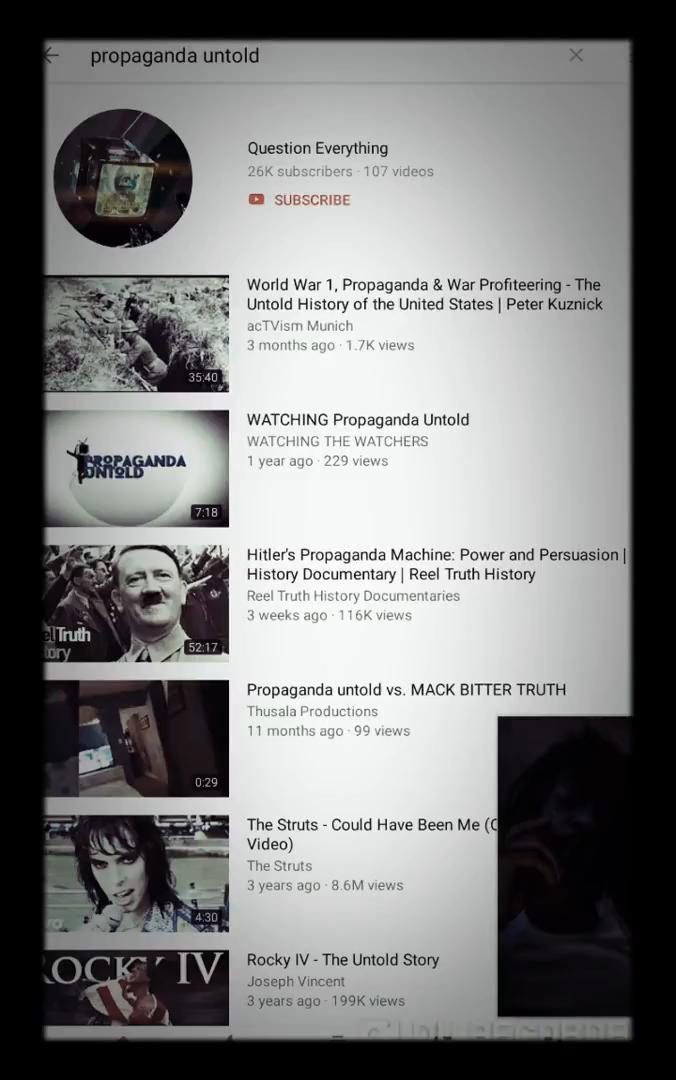 propaganda untold
Question Everything
26K subscribers · 107 videos
SUBSCRIBE
World War 1, Propaganda & War Profiteering - The
Untold History of the United States | Peter Kuznick
acTVism Munich
3 months ago · 1.7K views
35:40
WATCHING Propaganda Untold
WATCHING THE WATCHERS
1 year ago · 229 views
PROPAGANDA
UNTOLD
7:18
Hitler's Propaganda Machine: Power and Persuasion |
History Documentary | Reel Truth History
Reel Truth History Documentaries
3 weeks ago · 116K views
el Truth
tory
52:17
Propaganda untold vs. MACK BITTER TRUTH
Thusala Productions
11 months ago · 99 views
0:29
The Struts - Could Have Been Me (
Video)
The Struts
3 years ago · 8.6M views
vo
4:30
Rocky IV - The Untold Story
Joseph Vincent
3 years ago · 199K views
ROCKY IV